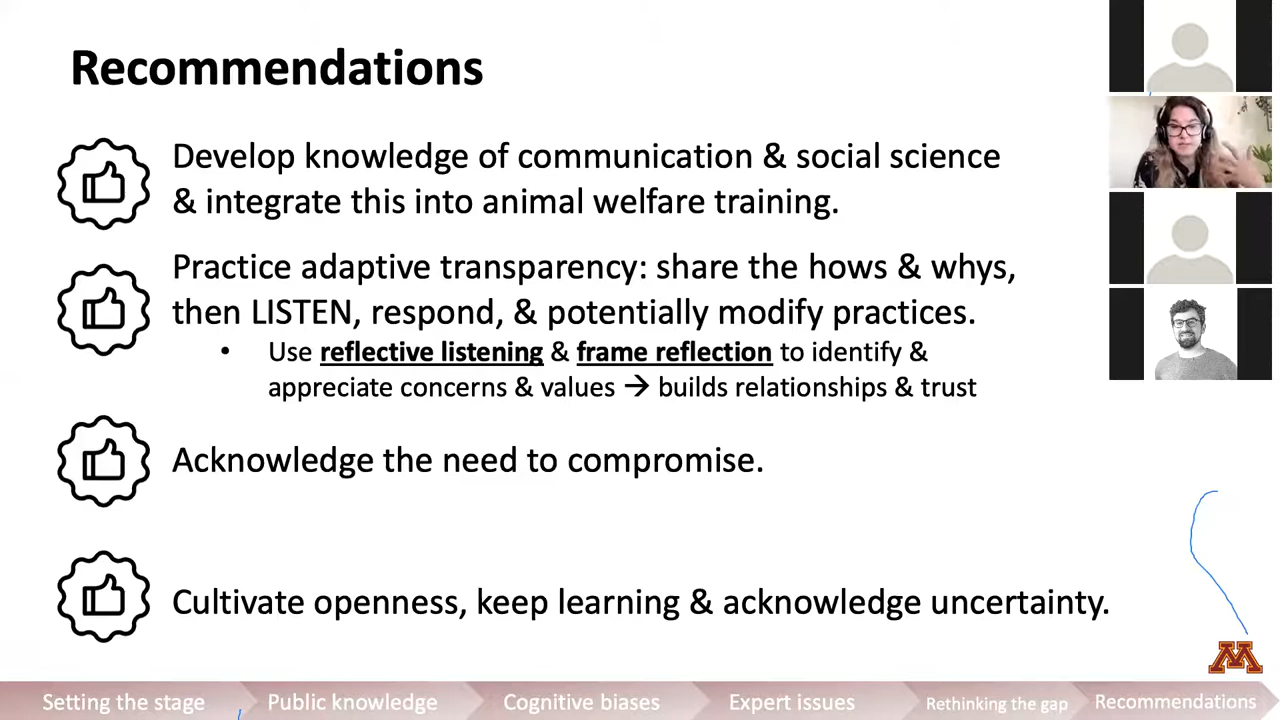 Recommendations
Develop knowledge of communication & social science
& integrate this into animal welfare training.
Practice adaptive transparency: share the hows & whys,
then LISTEN, respond, & potentially modify practices.
• Use reflective listening & frame reflection to identify &
appreciate concerns & values → builds relationships & trust
Acknowledge the need to compromise.
Cultivate openness, keep learning & acknowledge uncertainty.
M
Setting the stage
Public knowledge
Cognitive biases
Expert issues
Rethinking the gap
Recommendations